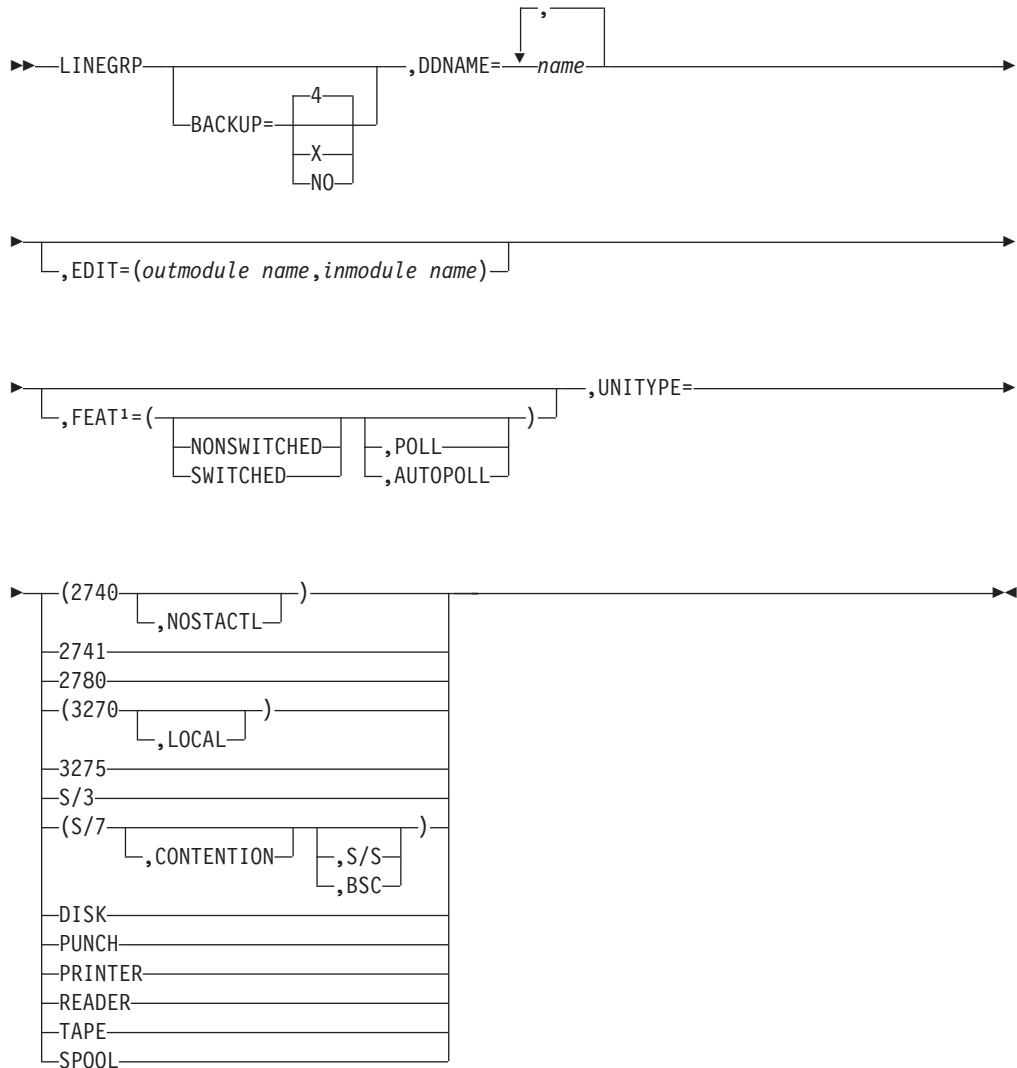 ,
LINEGRP ,DDNAME= name
4
BACKUP=
X
NO
,EDIT=(outmodule name,inmodule name)
,UNITYPE=
,FEAT¹=( )
NONSWITCHED ,POLL
SWITCHED ,AUTOPOLL
(2740 )
,NOSTACTL
2741
2780
(3270 )
,LOCAL
3275
S/3
(S/7 )
,CONTENTION ,S/S
,BSC
DISK
PUNCH
PRINTER
READER
TAPE
SPOOL